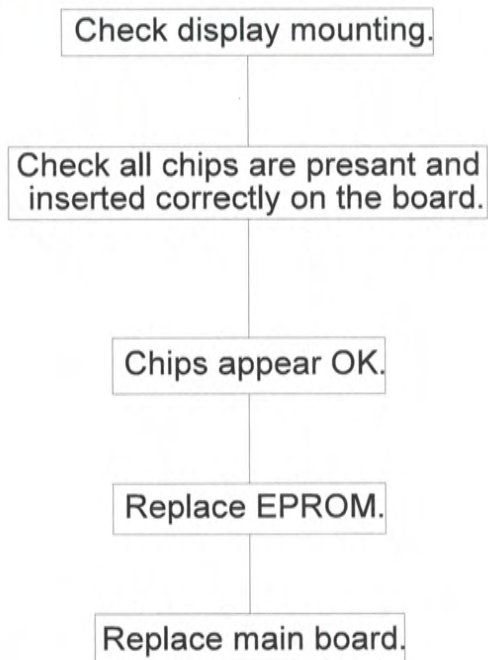 Check display mounting.
Check all chips are presant and
inserted correctly on the board.
Chips appear OK.
Replace EPROM.
Replace main board.